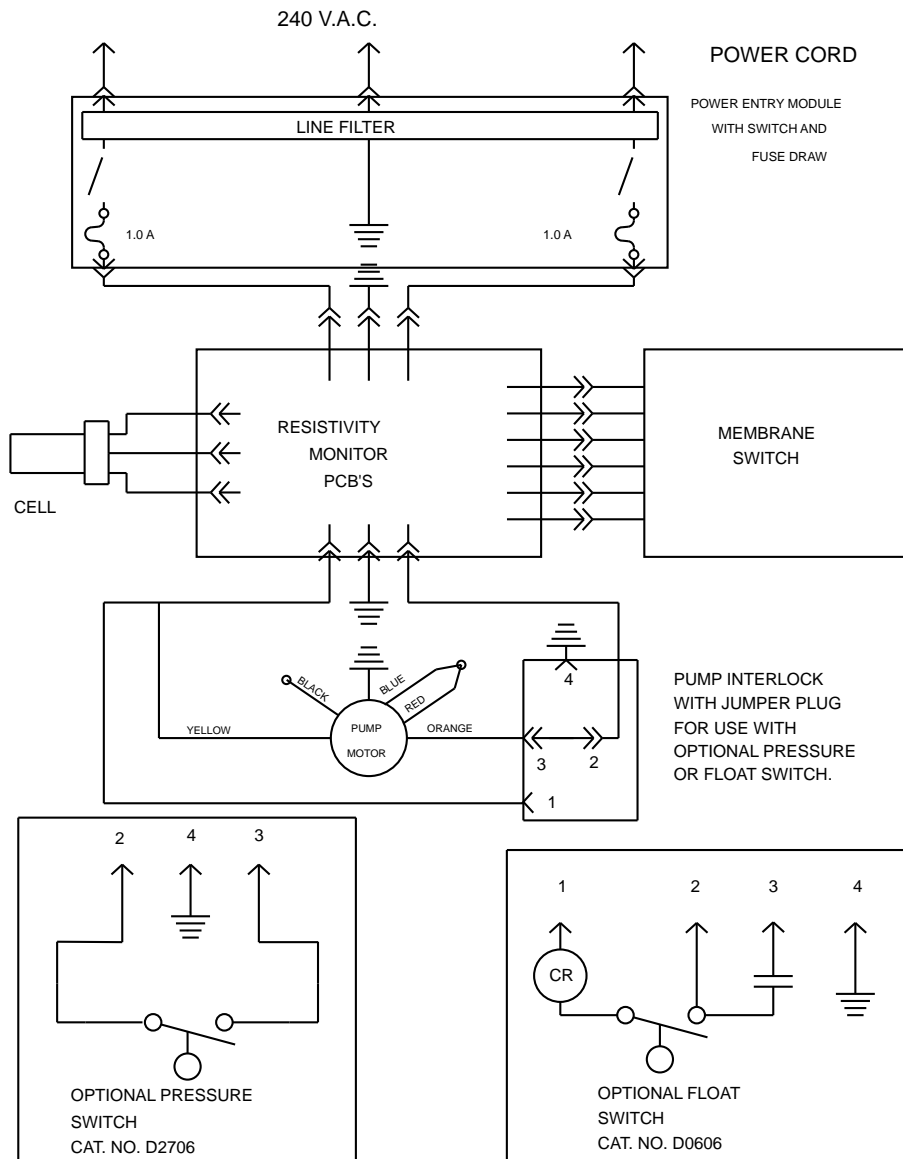 240 V.A.C.
POWER CORD
POWER ENTRY MODULE
WITH SWITCH AND
FUSE DRAW
LINE FILTER
1.0 A
1.0 A
RESISTIVITY
MONITOR
PCB'S
MEMBRANE
SWITCH
CELL
BLACK
BLUE
RED
YELLOW
PUMP
MOTOR
ORANGE
4
3
2
1
PUMP INTERLOCK
WITH JUMPER PLUG
FOR USE WITH
OPTIONAL PRESSURE
OR FLOAT SWITCH.
2
4
3
OPTIONAL PRESSURE
SWITCH
CAT. NO. D2706
1
2
3
4
CR
OPTIONAL FLOAT
SWITCH
CAT. NO. D0606